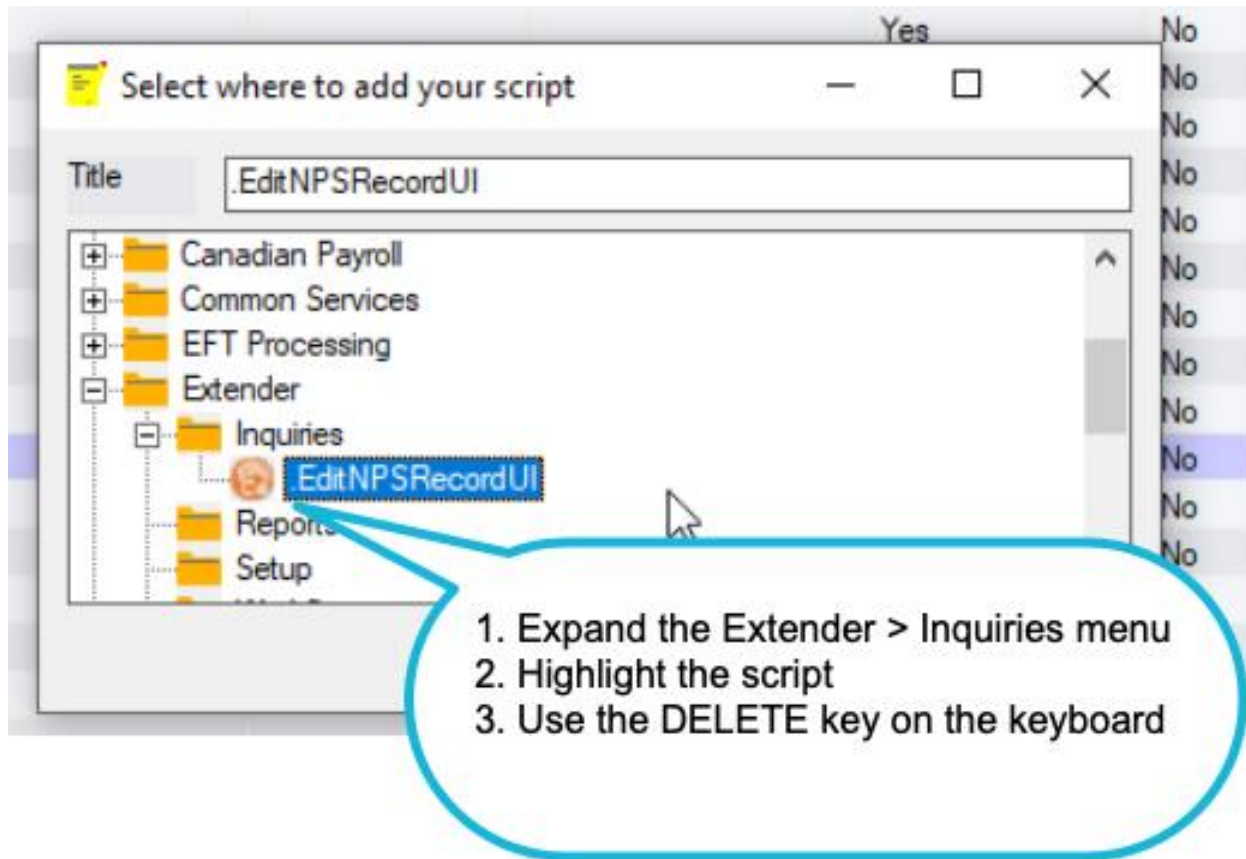 Yes No
Select where to add your script
No
No
Title .EditNPSRecordUI
No
No
Canadian Payroll
No
Common Services
No
EFT Processing
No
Extender
No
Inquiries
No
.EditNPSRecordUI
No
Reports
No
Setup
1. Expand the Extender > Inquiries menu
2. Highlight the script
3. Use the DELETE key on the keyboard